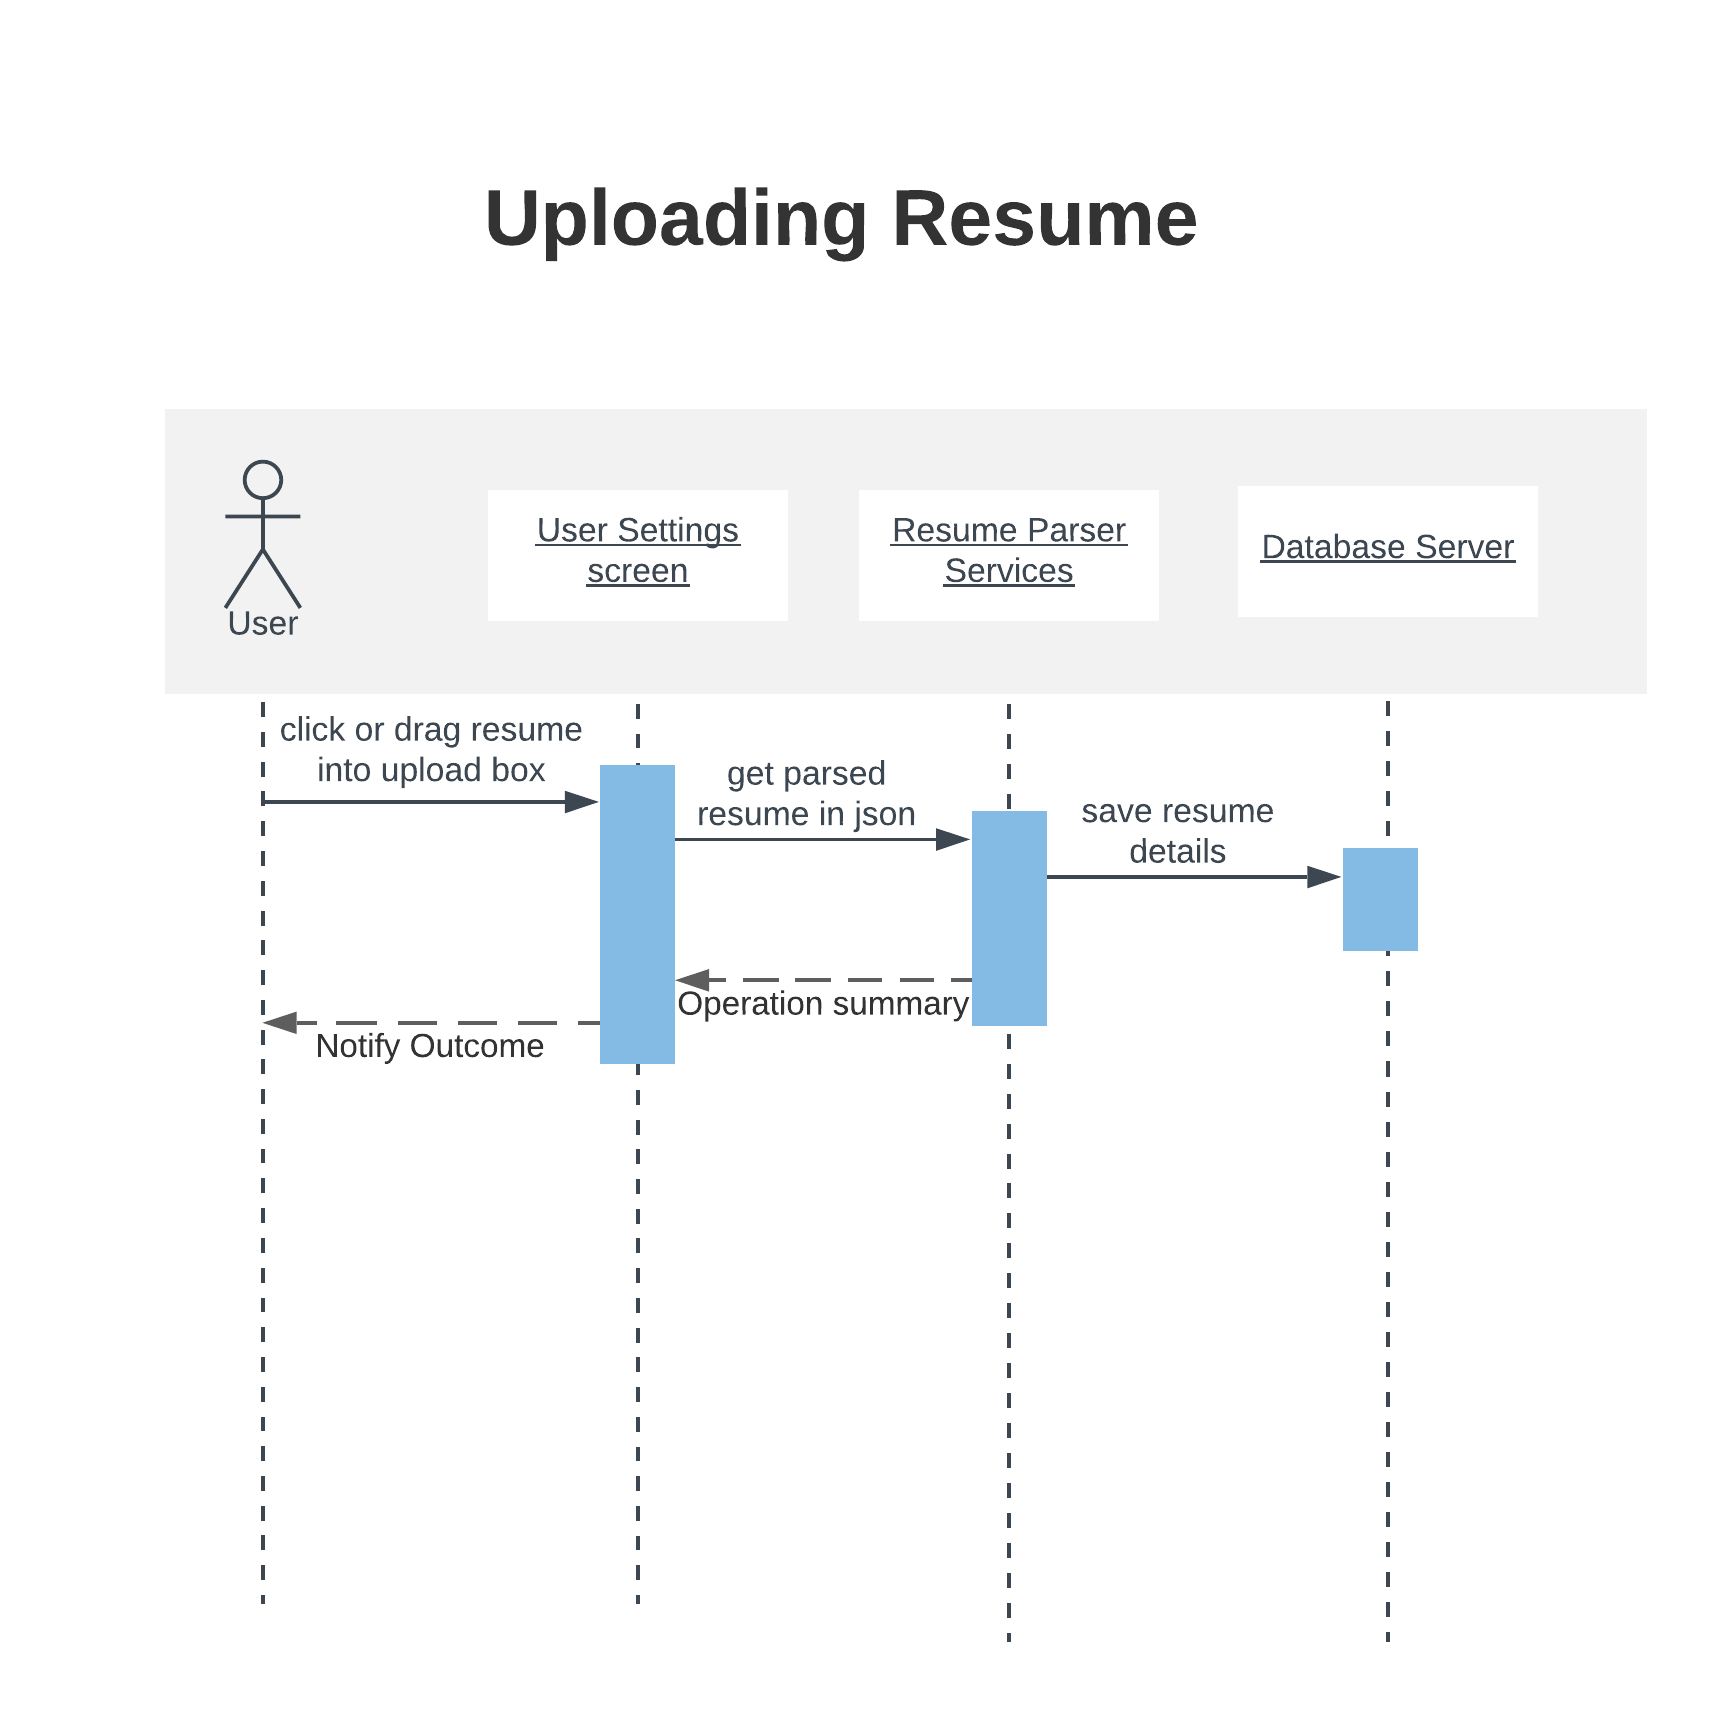 Uploading Resume
User
User Settings
screen
Resume Parser
Services
Database Server
click or drag resume
into upload box
get parsed
resume in json
save resume
details
Operation summary
Notify Outcome